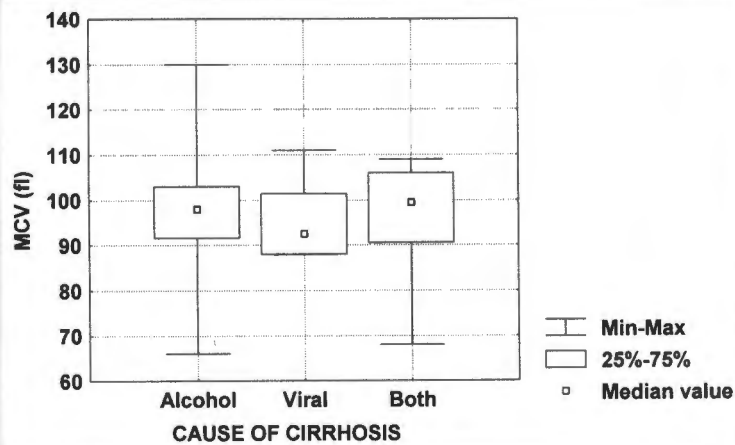 140
130
120
110
100
90
80
70
60
MCV (fl)
Alcohol Viral Both
CAUSE OF CIRRHOSIS
Min-Max
25%-75%
Median value